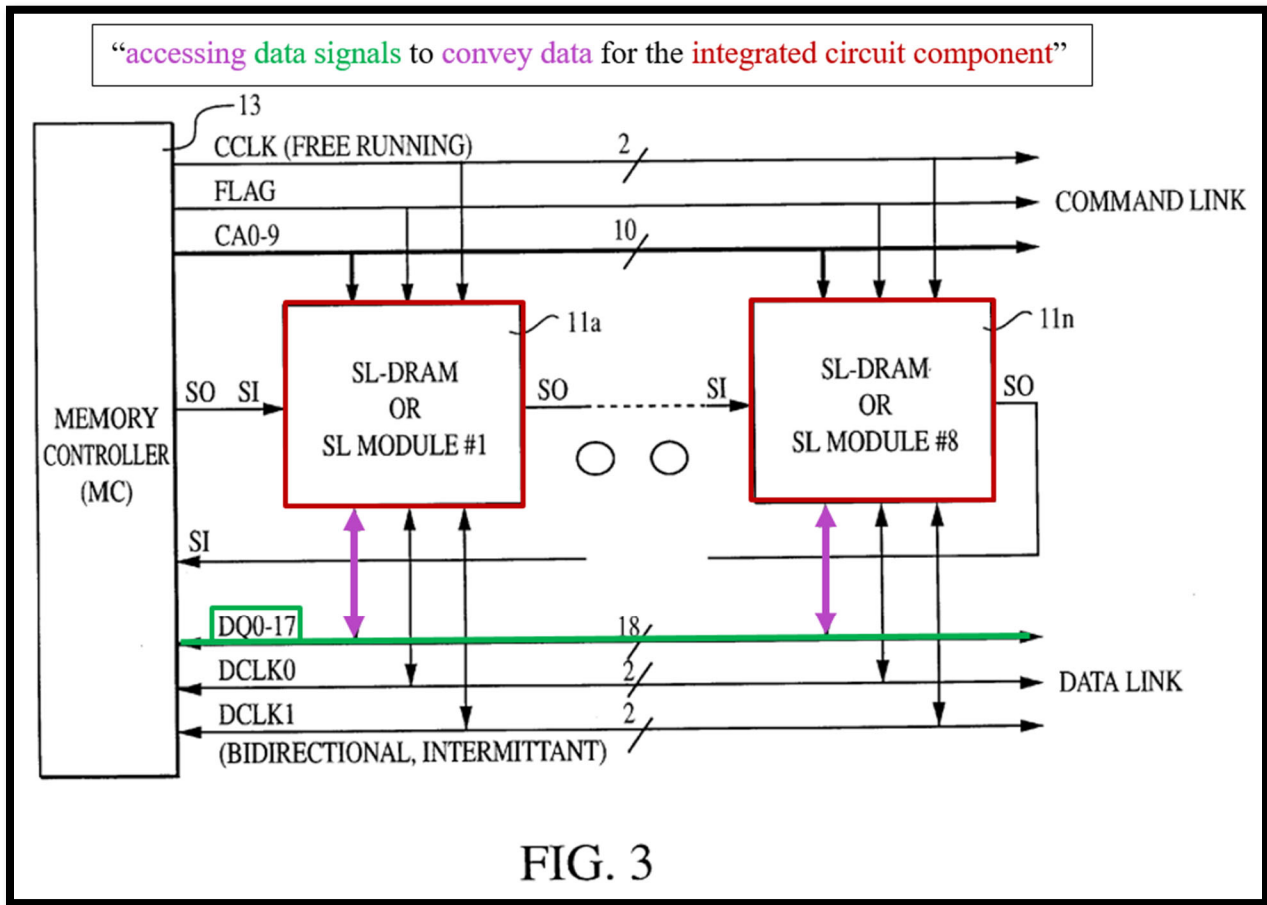 “accessing data signals to convey data for the integrated circuit component”
13
CCLK (FREE RUNNING)
2
FLAG
COMMAND LINK
CA0-9
10
11a
11n
SL-DRAM
OR
SL MODULE #1
SL-DRAM
OR
SL MODULE #8
SO SI
SO
SI
SO
MEMORY
CONTROLLER
(MC)
SI
DQ0-17
18
DCLK0
2
DATA LINK
DCLK1
2
(BIDIRECTIONAL, INTERMITTANT)
FIG. 3